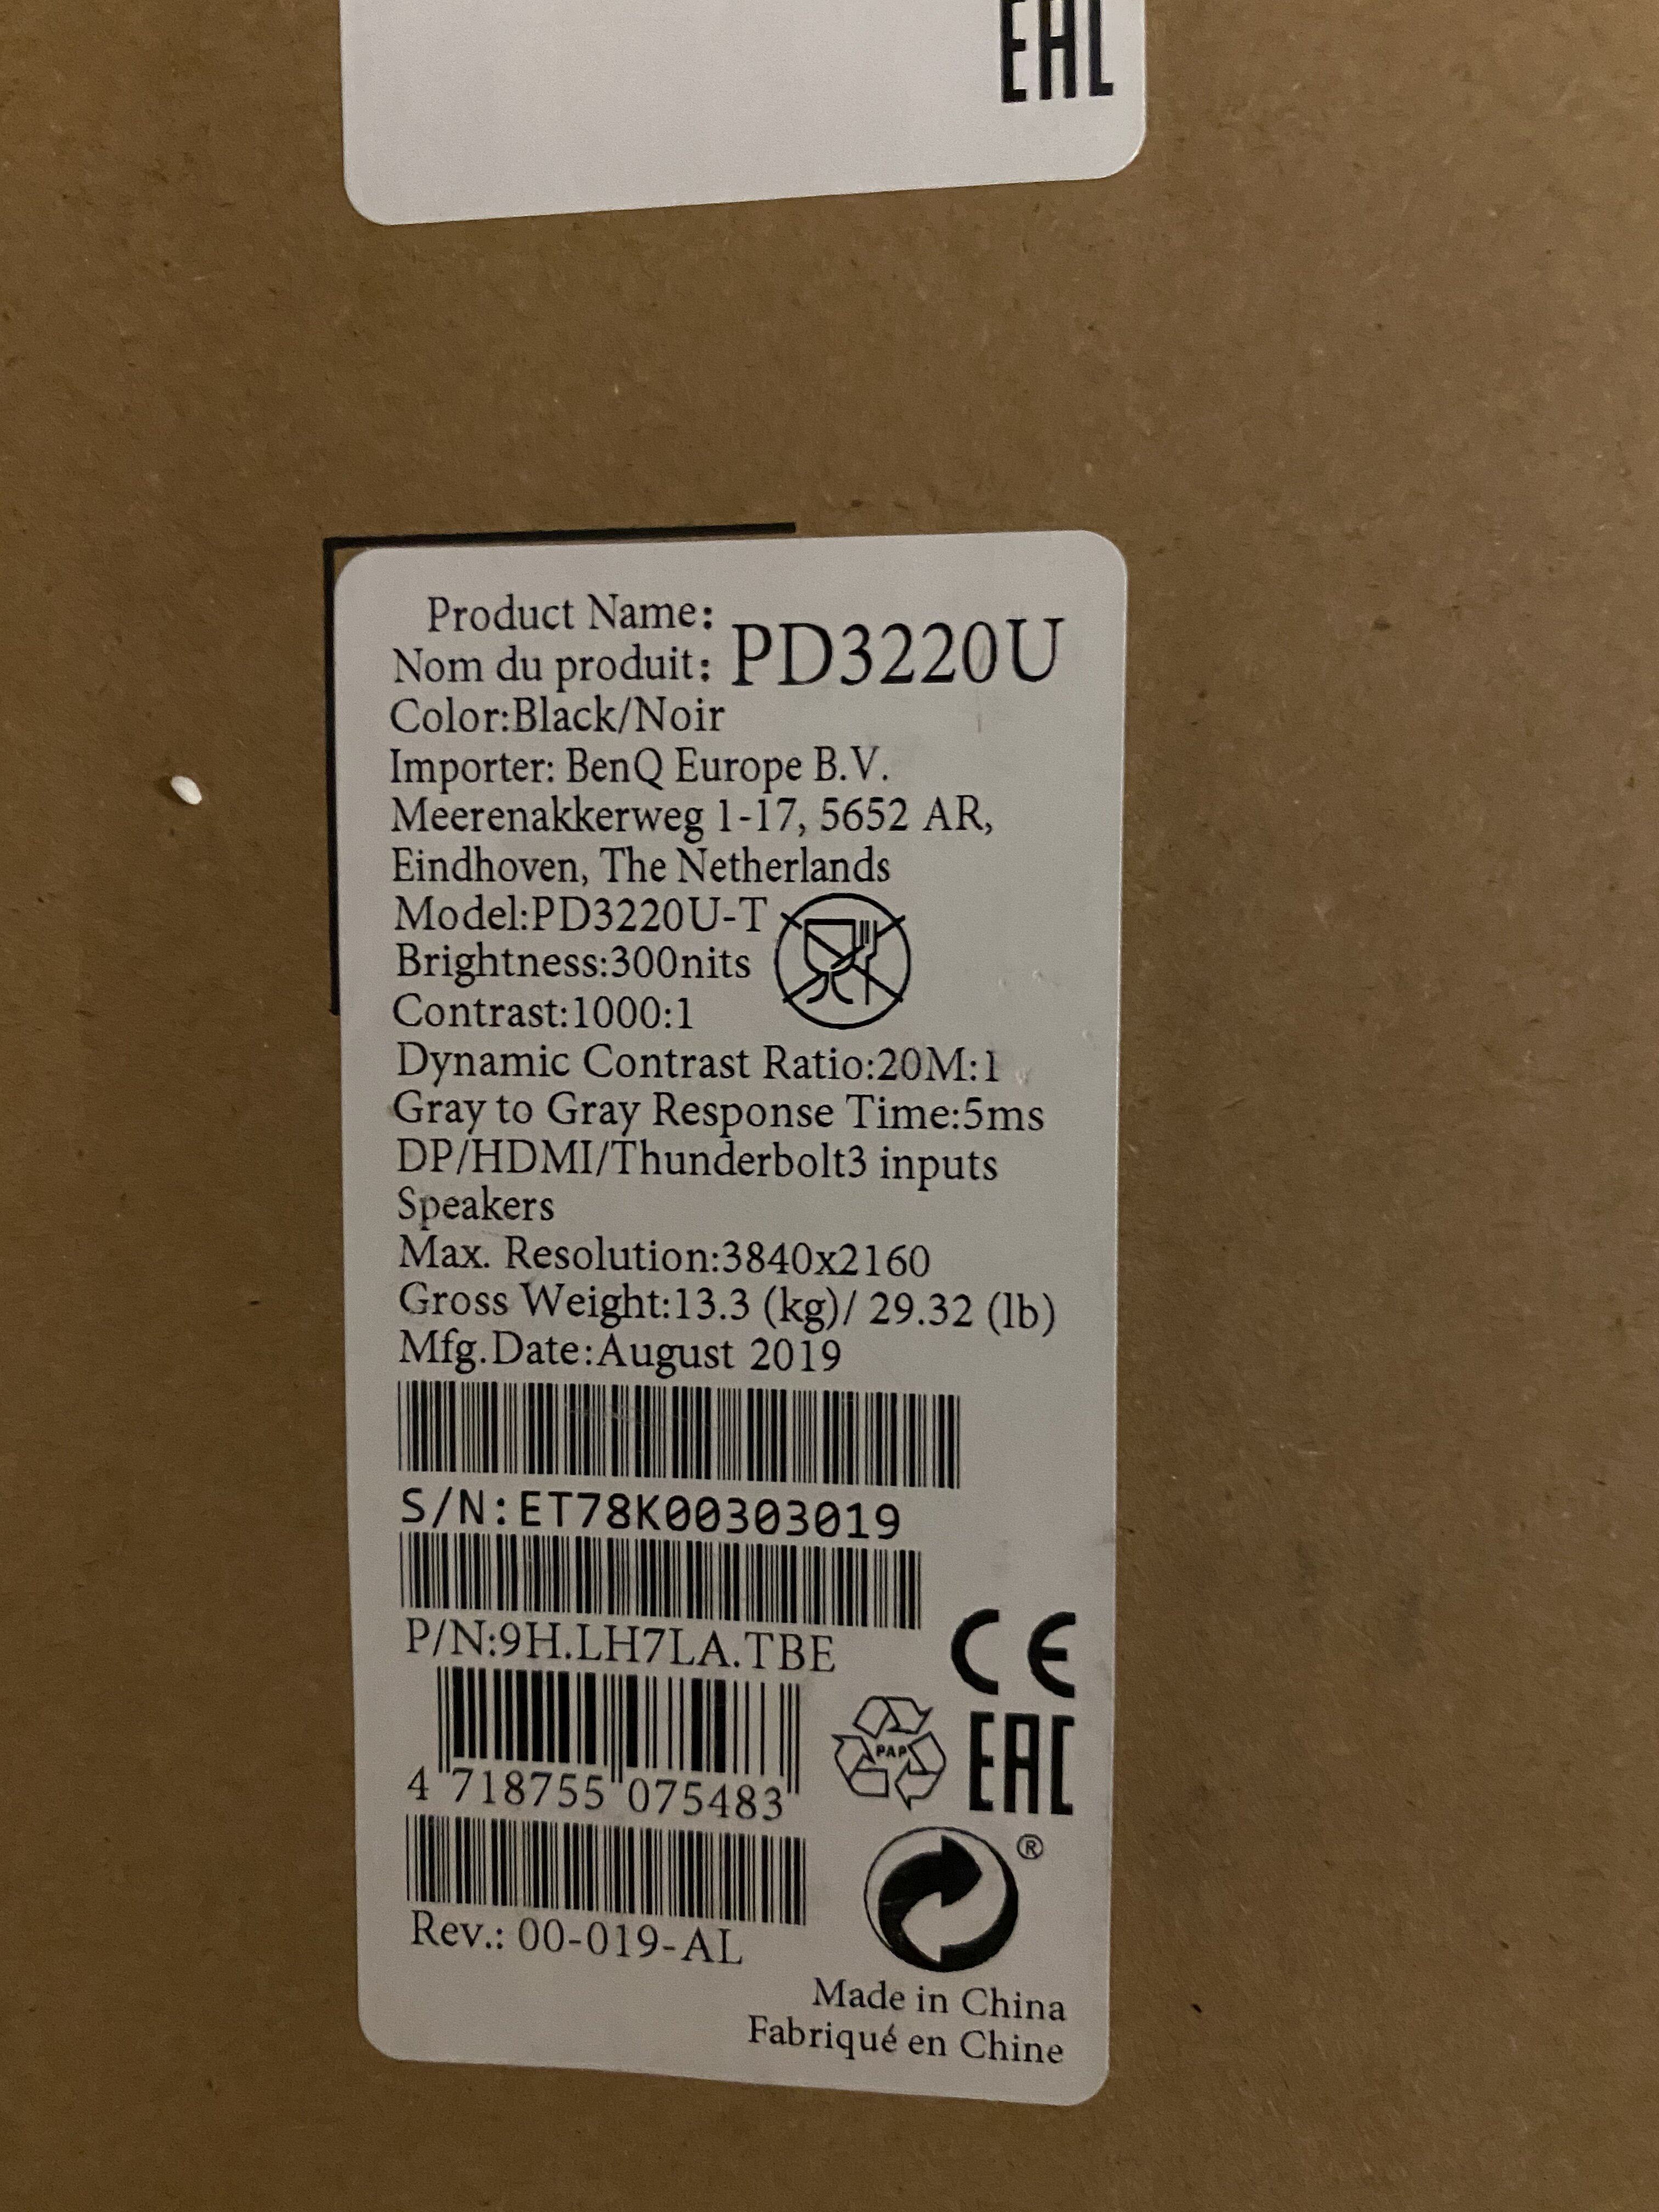 EAC
Product Name:
Nom du produit: PD3220U
Color:Black/Noir
Importer: BenQ Europe B.V.
Meerenakkerweg 1-17, 5652 AR,
Eindhoven, The Netherlands
Model:PD3220U-T
Brightness:300nits
Contrast:1000:1
Dynamic Contrast Ratio:20M:1
Gray to Gray Response Time:5ms
DP/HDMI/Thunderbolt3 inputs
Speakers
Max. Resolution:3840x2160
Gross Weight:13.3 (kg)/ 29.32 (lb)
Mfg.Date:August 2019
S/N:ET78K00303019
P/N:9H.LH7LA.TBE
CE
4 718755 075483
PAP
EAC
®
Rev.: 00-019-AL
Made in China
Fabriqué en Chine